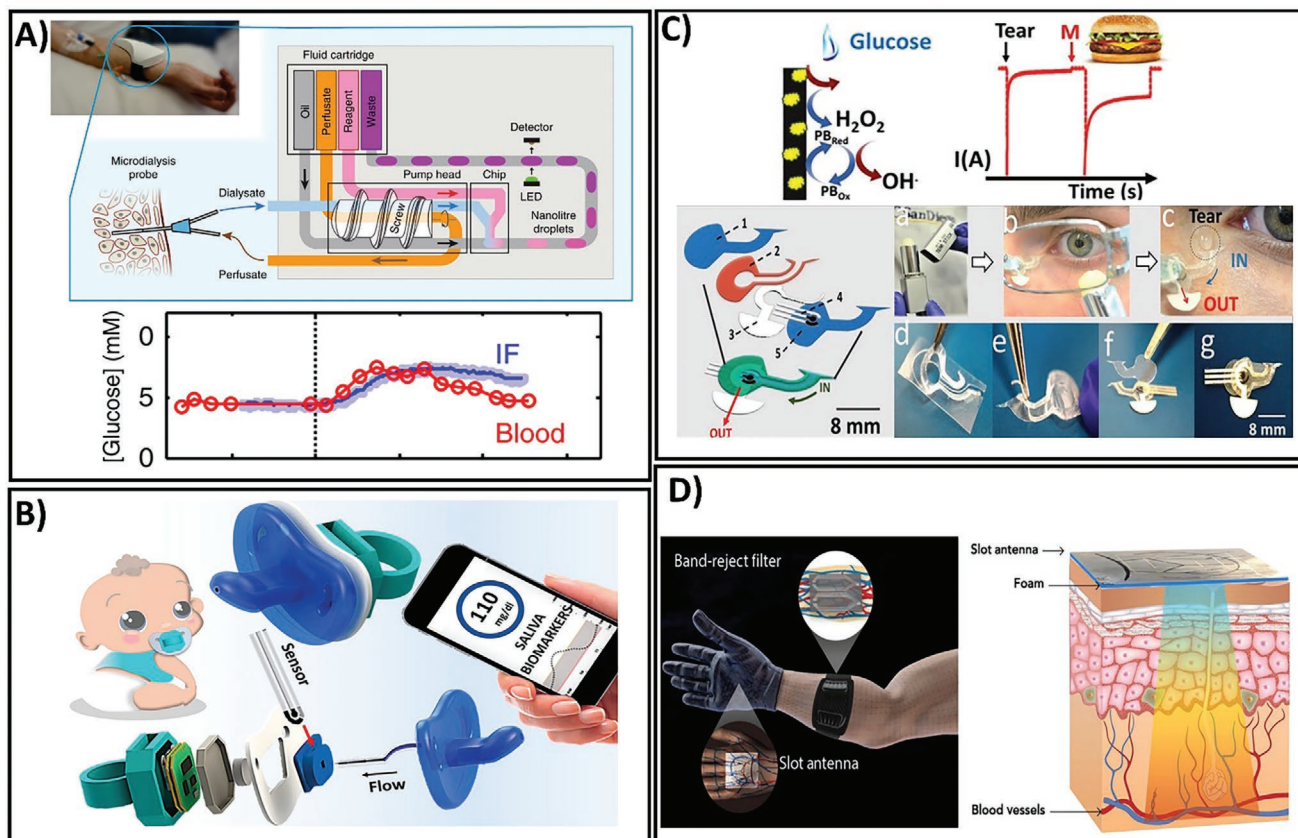 A)
Fluid cartridge
Oil
Perfusate
Reagent
Waste
Detector
LED
Pump head
Chip
Screw
Nanolitre
droplets
Microdialysis
probe
Dialysate
Perfusate
[Glucose] (mM)
0
5
0
IF
Blood
B)
Sensor
110
mg/dl
SALIVA
BIOMARKERS
Flow
C)
Glucose
H2O2
PBRed
PBOx
OH·
Tear
M
I(A)
Time (s)
1
2
3
4
5
IN
OUT
8 mm
a
b
c
Tear
IN
OUT
d
e
f
g
8 mm
D)
Band-reject filter
Slot antenna
Slot antenna
Foam
Blood vessels